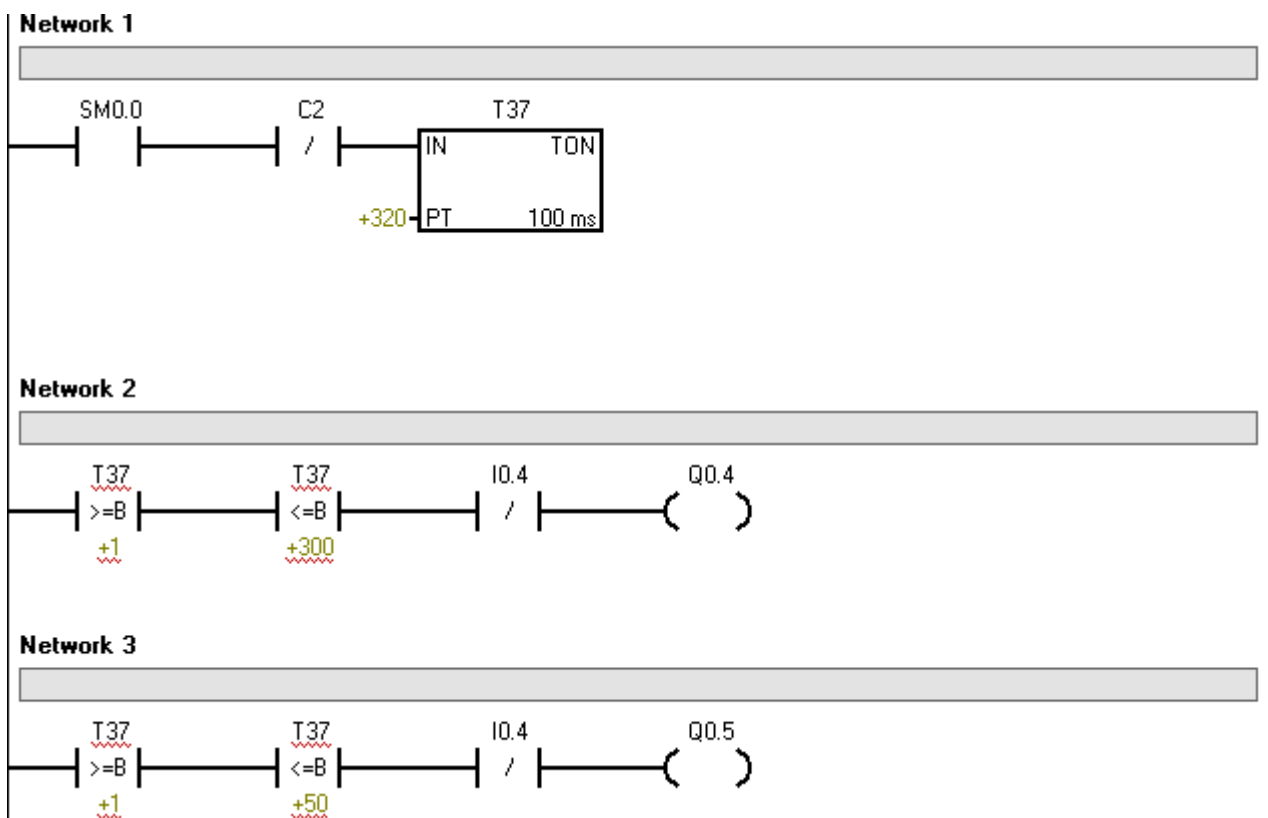 Network 1
SM0.0 C2 T37
/ IN TON
+320 PT 100 ms
Network 2
T37 T37 I0.4 Q0.4
>=B <=B /
+1 +300
Network 3
T37 T37 I0.4 Q0.5
>=B <=B /
+1 +50